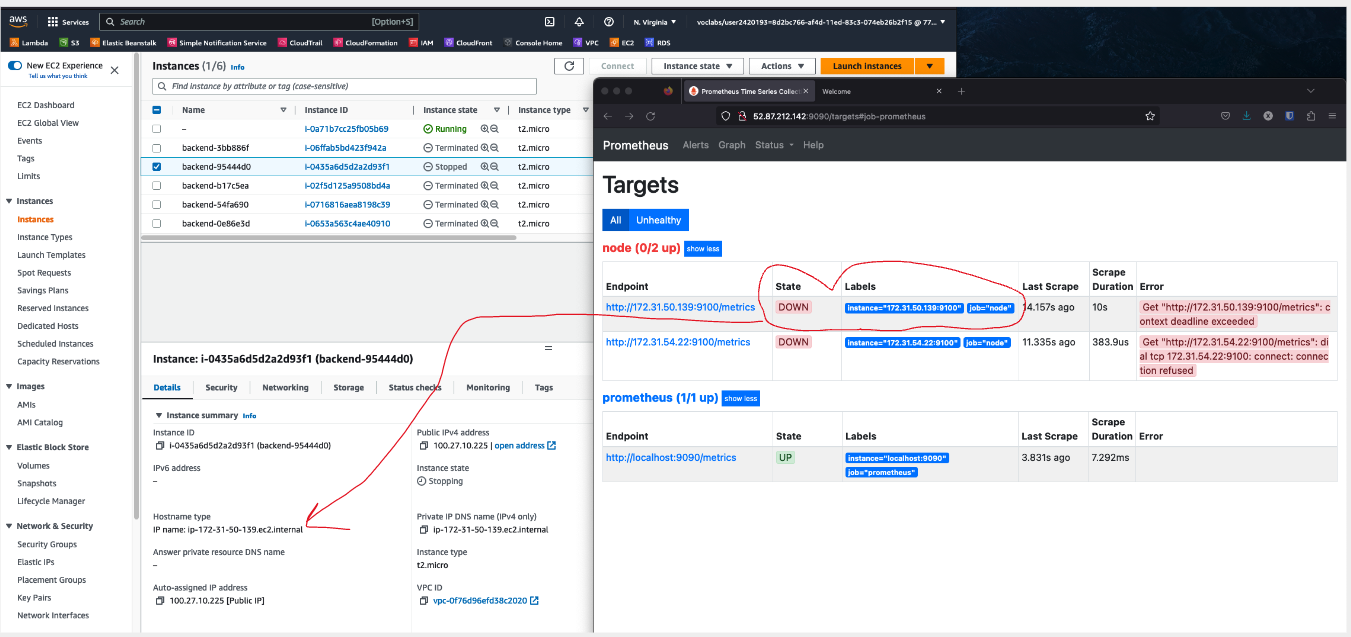 aws Services Search [Option+S] N. Virginia voclabs/user2420193=8d2bc766-af4d-11ed-83c3-074eb26b2f15 @ 77...
Lambda S3 Elastic Beanstalk Simple Notification Service CloudTrail CloudFormation IAM CloudFront Console Home VPC EC2 RDS
New EC2 Experience
Tell us what you think
EC2 Dashboard
EC2 Global View
Events
Tags
Limits
Instances
Instances
Instance Types
Launch Templates
Spot Requests
Savings Plans
Reserved Instances
Dedicated Hosts
Scheduled Instances
Capacity Reservations
Images
AMIs
AMI Catalog
Elastic Block Store
Volumes
Snapshots
Lifecycle Manager
Network & Security
Security Groups
Elastic IPs
Placement Groups
Key Pairs
Network Interfaces
Instances (1/6) Info
Connect Instance state Actions Launch instances
Find instance by attribute or tag (case-sensitive)
Name Instance ID Instance state Instance type
– i-0a71b7cc25fb05b69 Running t2.micro
backend-3bb886f i-06ffab5bd423f942a Terminated t2.micro
backend-95444d0 i-0435a6d5d2a2d93f1 Stopped t2.micro
backend-b17c5ea i-02f5d125a9508bd4a Terminated t2.micro
backend-54fa690 i-0716816aea8198c39 Terminated t2.micro
backend-0e86e3d i-0653a563c4ae40910 Terminated t2.micro
Instance: i-0435a6d5d2a2d93f1 (backend-95444d0)
Details Security Networking Storage Status checks Monitoring Tags
Instance summary Info
Instance ID
i-0435a6d5d2a2d93f1 (backend-95444d0)
Public IPv4 address
100.27.10.225 | open address
IPv6 address
–
Instance state
Stopping
Hostname type
IP name: ip-172-31-50-139.ec2.internal
Private IP DNS name (IPv4 only)
ip-172-31-50-139.ec2.internal
Answer private resource DNS name
–
Instance type
t2.micro
Auto-assigned IP address
100.27.10.225 [Public IP]
VPC ID
vpc-0f76d96efd38c2020
Prometheus Time Series Collec Welcome
52.87.212.142:9090/targets#job-prometheus
Prometheus Alerts Graph Status Help
Targets
All Unhealthy
node (0/2 up) show less
Endpoint State Labels Last Scrape Scrape Duration Error
http://172.31.50.139:9100/metrics DOWN instance="172.31.50.139:9100" job="node" 14.157s ago 10s Get "http://172.31.50.139:9100/metrics": c
ontext deadline exceeded
http://172.31.54.22:9100/metrics DOWN instance="172.31.54.22:9100" job="node" 11.335s ago 383.9us Get "http://172.31.54.22:9100/metrics": di
al tcp 172.31.54.22:9100: connect: connec
tion refused
prometheus (1/1 up) show less
Endpoint State Labels Last Scrape Scrape Duration Error
http://localhost:9090/metrics UP instance="localhost:9090" 3.831s ago 7.292ms
job="prometheus"